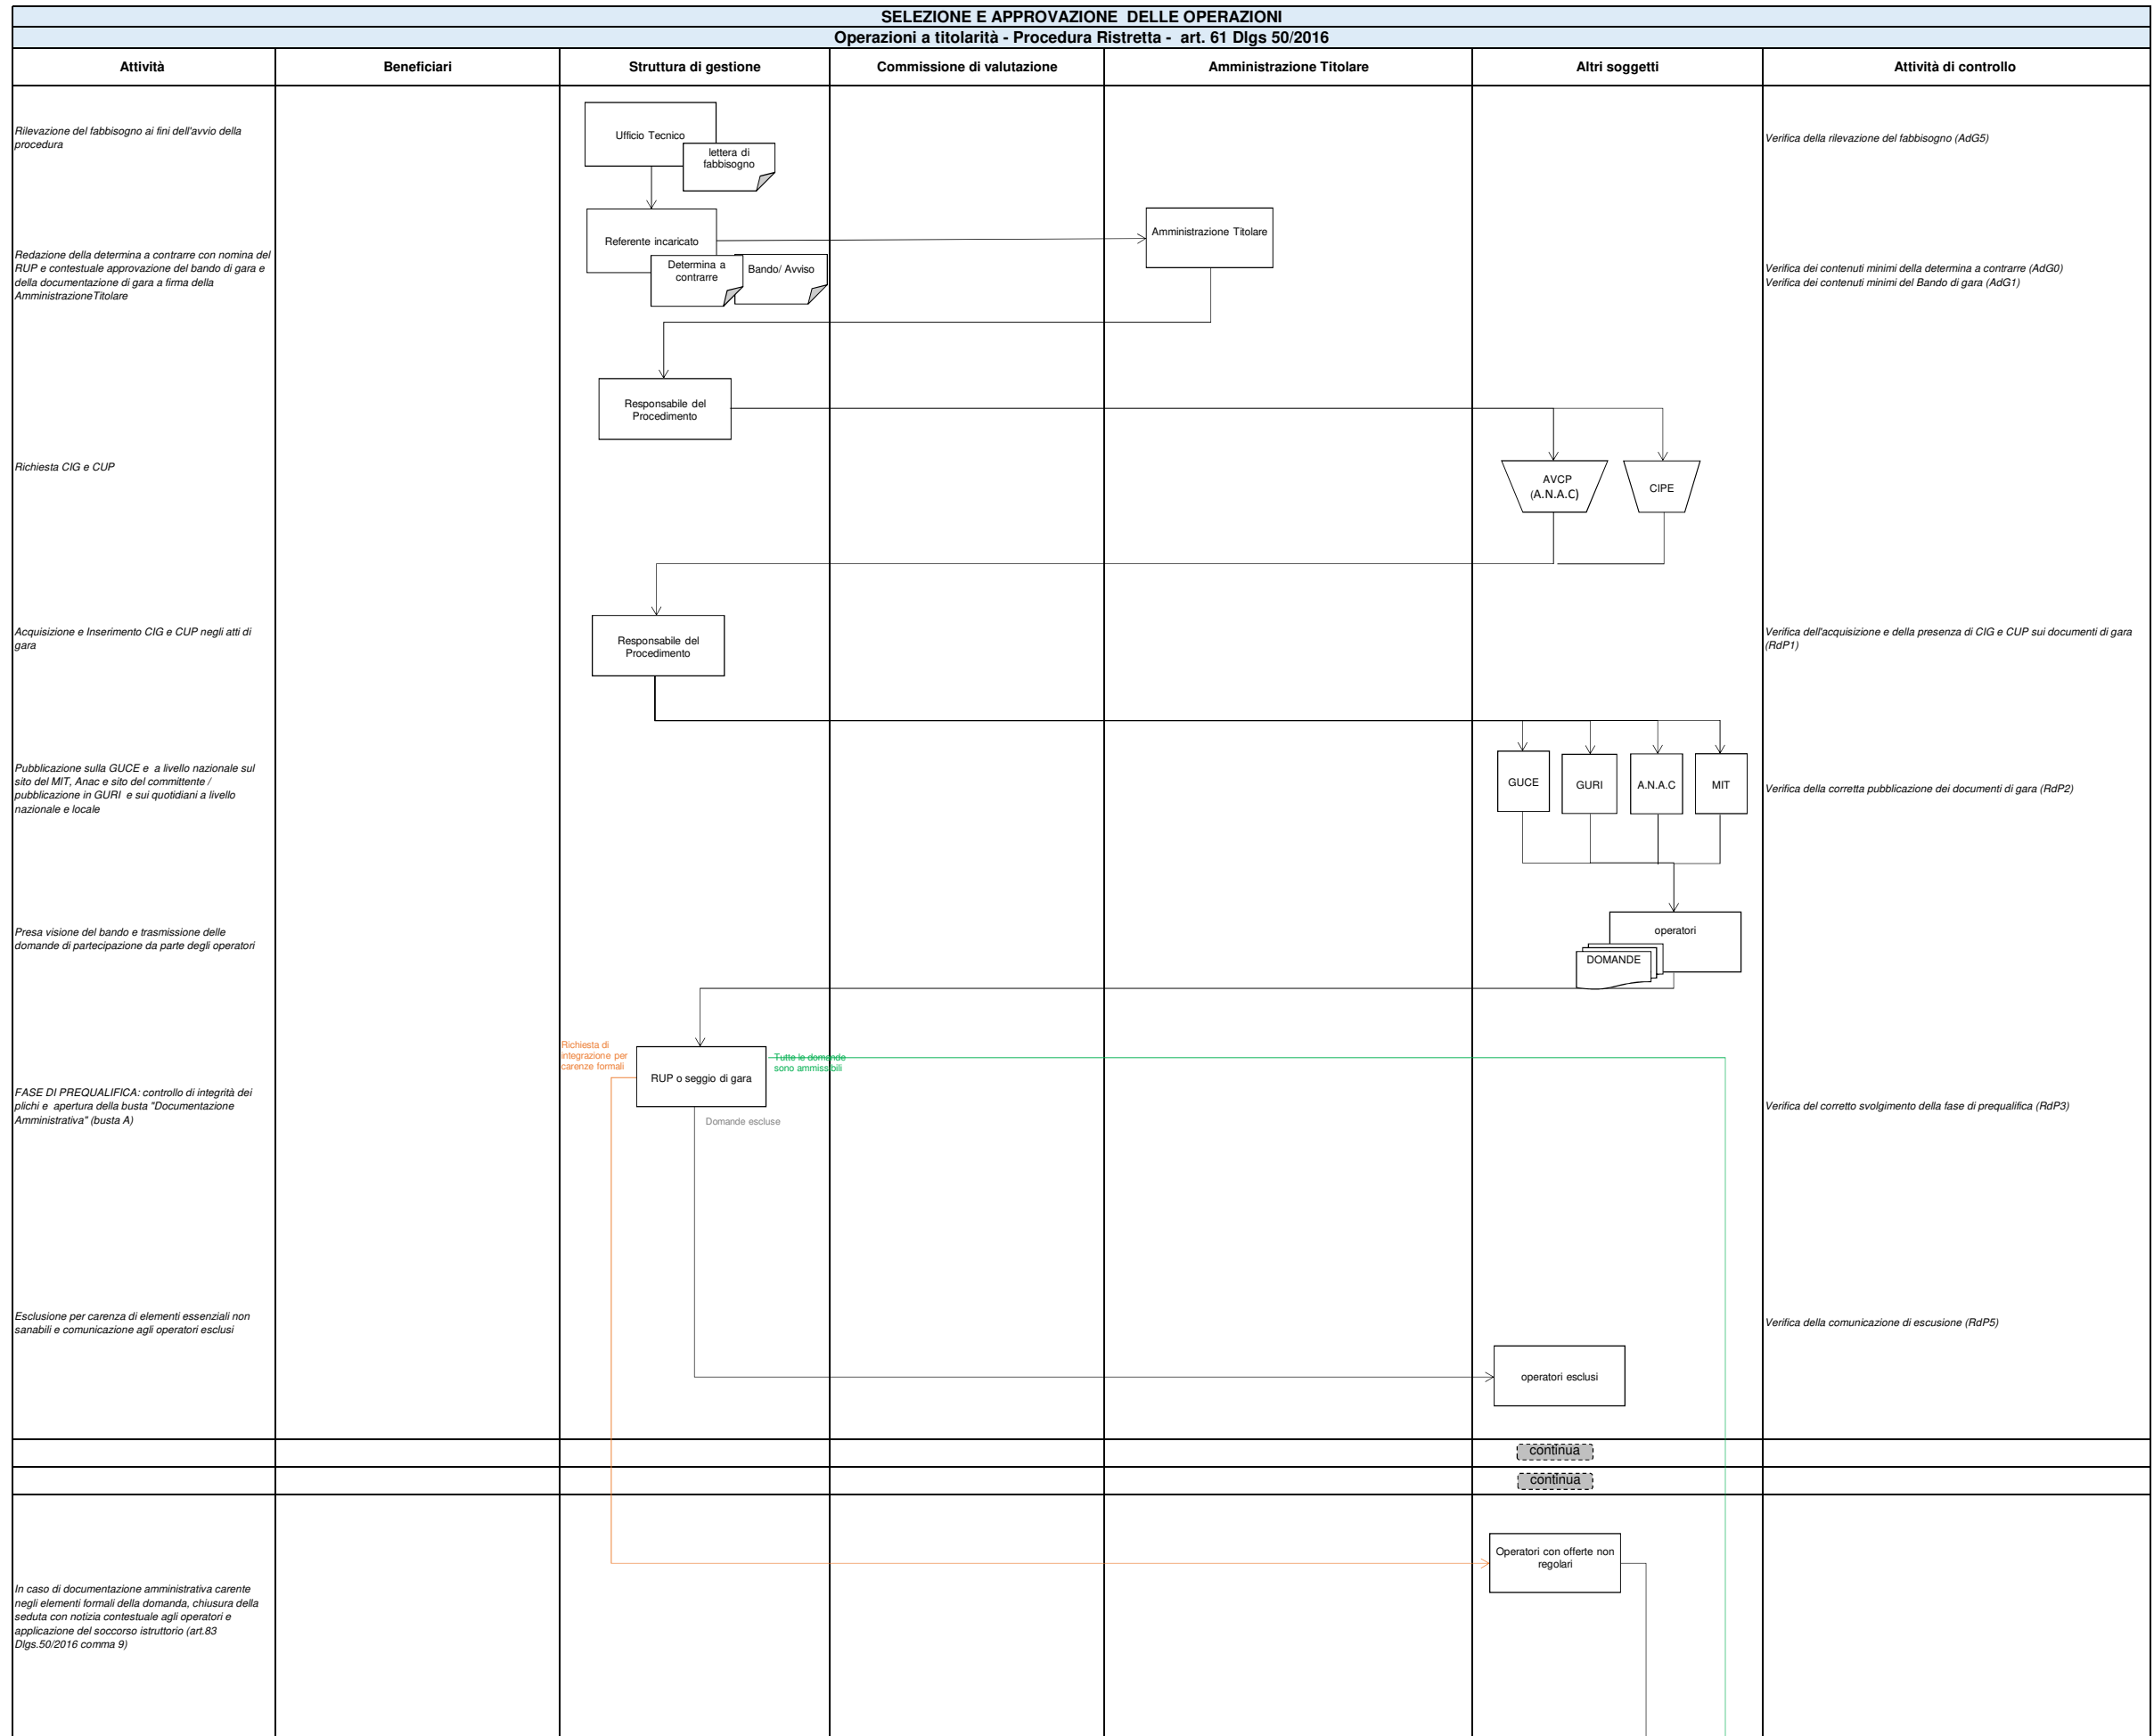 SELEZIONE E APPROVAZIONE  DELLE OPERAZIONI
Operazioni a titolarità - Procedura Ristretta -  art. 61 Dlgs 50/2016
Attività
Beneficiari
Struttura di gestione
Commissione di valutazione
Amministrazione Titolare
Altri soggetti
Attività di controllo
Rilevazione del fabbisogno ai fini dell'avvio della
procedura
Ufficio Tecnico
lettera di
fabbisogno
Verifica della rilevazione del fabbisogno (AdG5)
Redazione della determina a contrarre con nomina del
RUP e contestuale approvazione del bando di gara e
della documentazione di gara a firma della
AmministrazioneTitolare
Referente incaricato
Determina a
contrarre
Bando/ Avviso
Amministrazione Titolare
Verifica dei contenuti minimi della determina a contrarre (AdG0)
Verifica dei contenuti minimi del Bando di gara (AdG1)
Responsabile del
Procedimento
Richiesta CIG e CUP
AVCP
(A.N.A.C)
CIPE
Acquisizione e Inserimento CIG e CUP negli atti di
gara
Responsabile del
Procedimento
Verifica dell'acquisizione e della presenza di CIG e CUP sui documenti di gara
(RdP1)
Pubblicazione sulla GUCE e  a livello nazionale sul
sito del MIT, Anac e sito del committente /
pubblicazione in GURI  e sui quotidiani a livello
nazionale e locale
GUCE
GURI
A.N.A.C
MIT
Verifica della corretta pubblicazione dei documenti di gara (RdP2)
Presa visione del bando e trasmissione delle
domande di partecipazione da parte degli operatori
operatori
DOMANDE
FASE DI PREQUALIFICA: controllo di integrità dei
plichi e  apertura della busta "Documentazione
Amministrativa" (busta A)
Richiesta di
integrazione per
carenze formali
RUP o seggio di gara
Tutte le domande
sono ammissibili
Domande escluse
Verifica del corretto svolgimento della fase di prequalifica (RdP3)
Esclusione per carenza di elementi essenziali non
sanabili e comunicazione agli operatori esclusi
operatori esclusi
Verifica della comunicazione di escusione (RdP5)
continua
continua
Operatori con offerte non
regolari
In caso di documentazione amministrativa carente
negli elementi formali della domanda, chiusura della
seduta con notizia contestuale agli operatori e
applicazione del soccorso istruttorio (art.83
Dlgs.50/2016 comma 9)